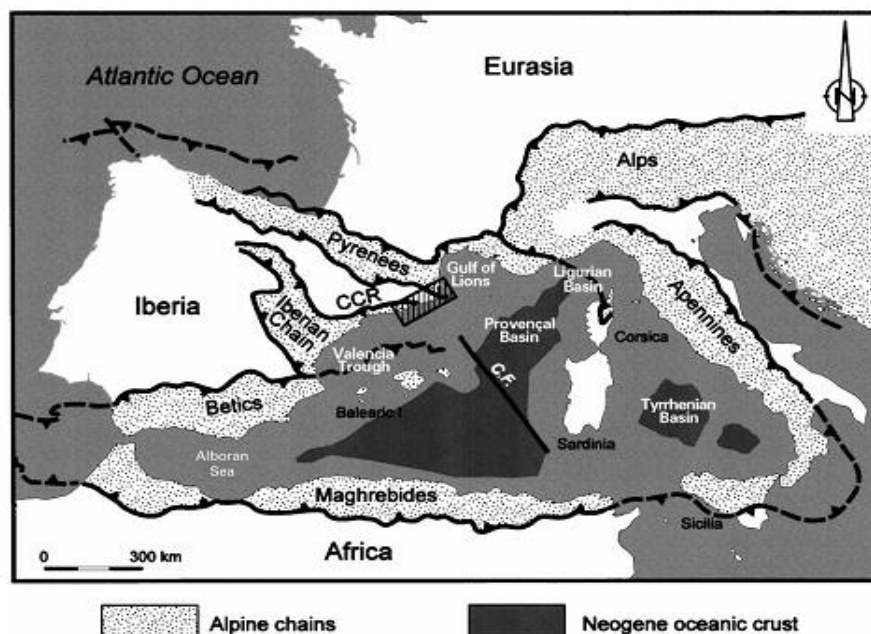 Atlantic Ocean
Eurasia
N
Alps
Pyrenees
Gulf of
Lions
Ligurian
Basin
CCR
Iberia
Iberian
Chain
Provençal
Basin
Corsica
Apennines
Valencia
Trough
C.F.
Betics
Balearic I
Tyrrhenian
Basin
Sardinia
Alboran
Sea
Maghrebides
Sicilia
Africa
0 300 km
Alpine chains
Neogene oceanic crust